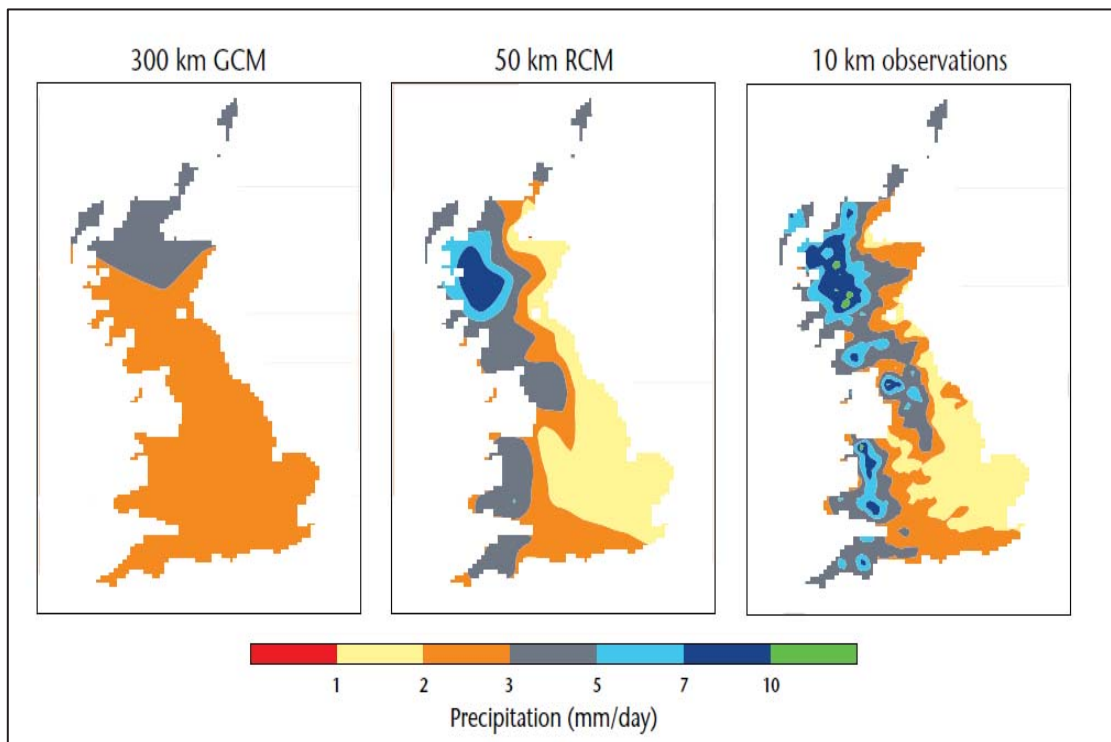 300 km GCM
50 km RCM
10 km observations
1 2 3 5 7 10
Precipitation (mm/day)